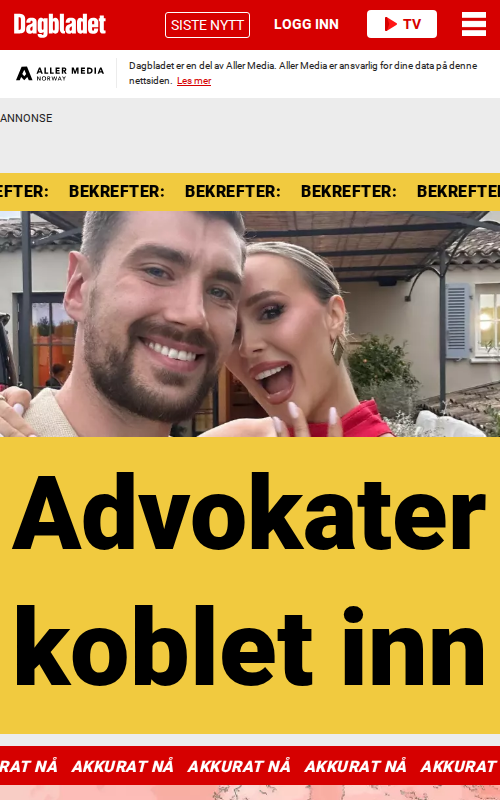 Dagbladet SISTE NYTT LOGG INN TV
ALLER MEDIA
NORWAY
Dagbladet er en del av Aller Media. Aller Media er ansvarlig for dine data på denne
nettsiden. Les mer
ANNONSE
EFTER: BEKREFTER: BEKREFTER: BEKREFTER: BEKREFTE
Advokater
koblet inn
RAT NÅ AKKURAT NÅ AKKURAT NÅ AKKURAT NÅ AKKURAT